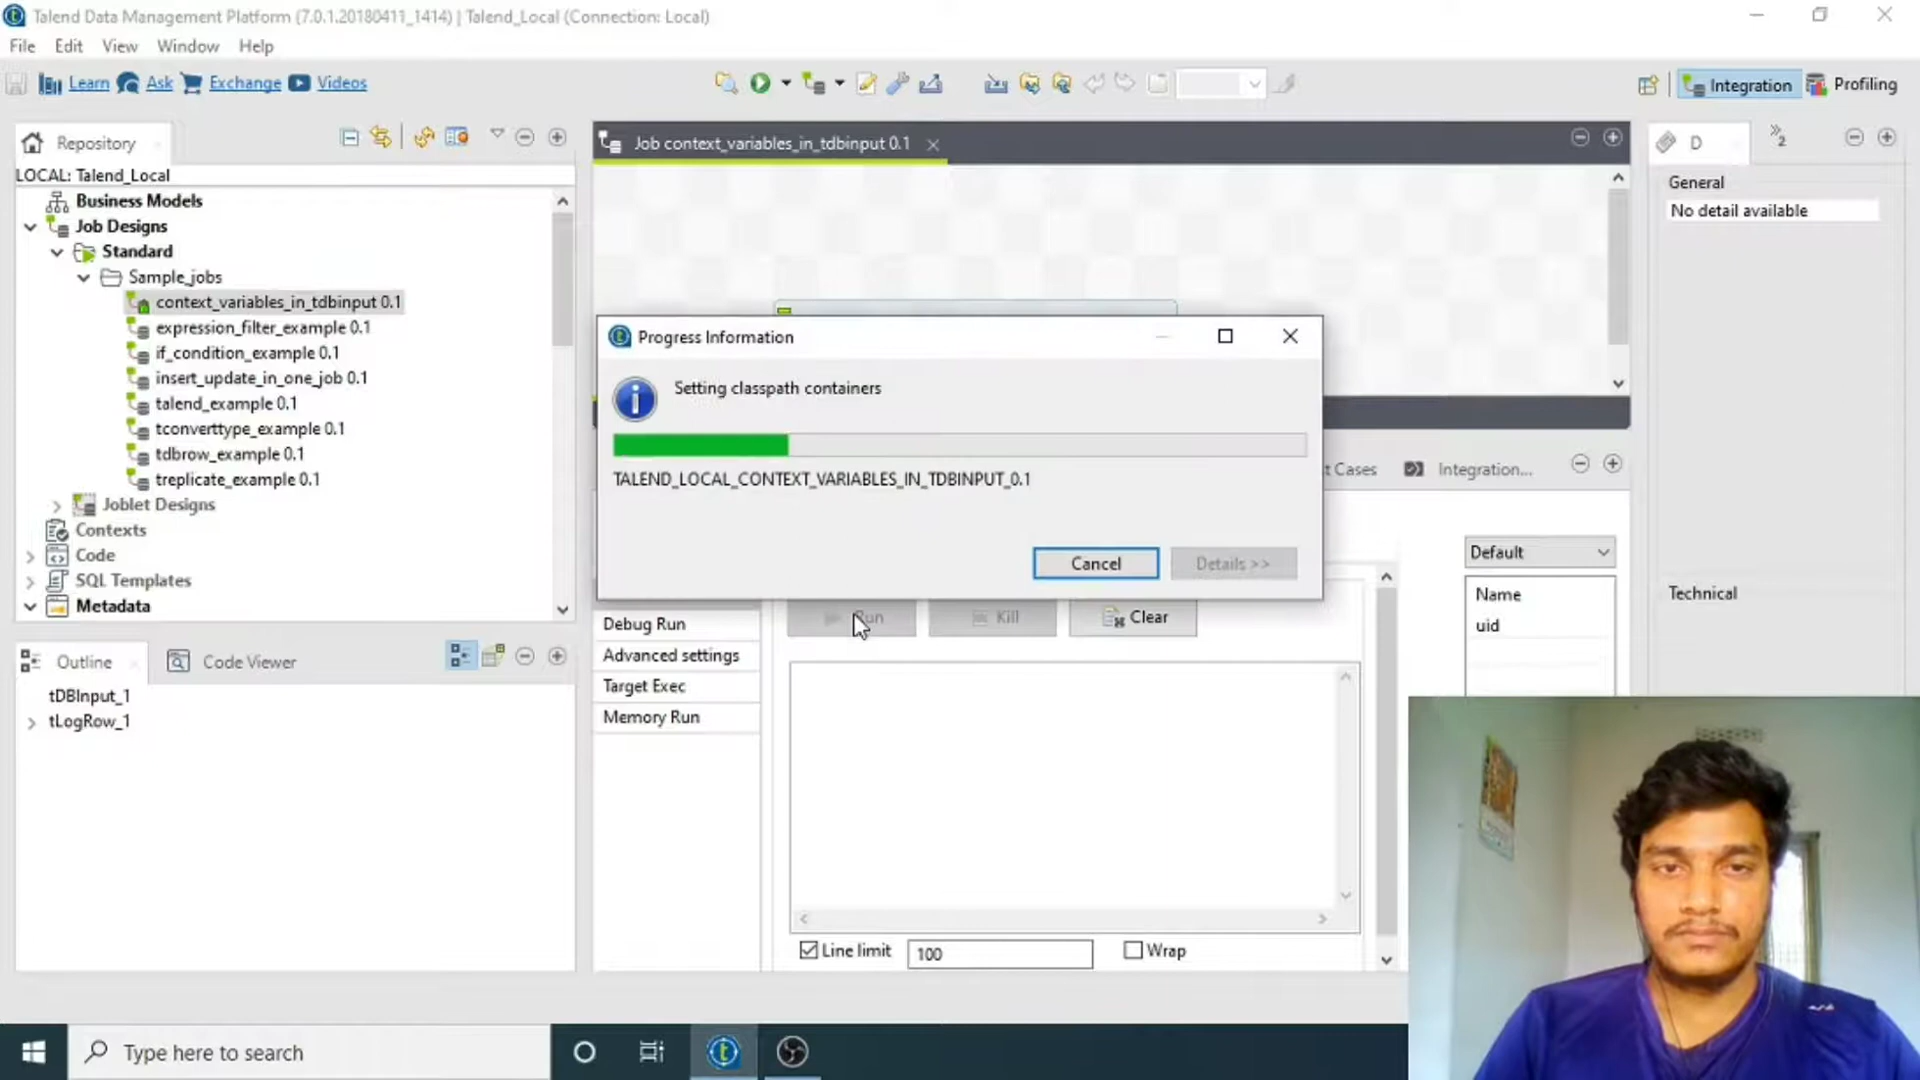 Talend Data Management Platform (7.0.1.20180411_1414) | Talend_Local (Connection: Local)
File Edit View Window Help
Learn Ask Exchange Videos
Integration Profiling
Repository
LOCAL: Talend_Local
Business Models
Job Designs
Standard
Sample_jobs
context_variables_in_tdbinput 0.1
expression_filter_example 0.1
if_condition_example 0.1
insert_update_in_one_job 0.1
talend_example 0.1
tconverttype_example 0.1
tdbrow_example 0.1
treplicate_example 0.1
Joblet Designs
Contexts
Code
SQL Templates
Metadata
Outline Code Viewer
tDBInput_1
tLogRow_1
Job context_variables_in_tdbinput 0.1
Progress Information
Setting classpath containers
TALEND_LOCAL_CONTEXT_VARIABLES_IN_TDBINPUT_0.1
Cancel Details >>
t Cases Integration...
Debug Run
Advanced settings
Target Exec
Memory Run
Run Kill Clear
Line limit 100 Wrap
Default
Name
uid
D
2
General
No detail available
Technical
Type here to search